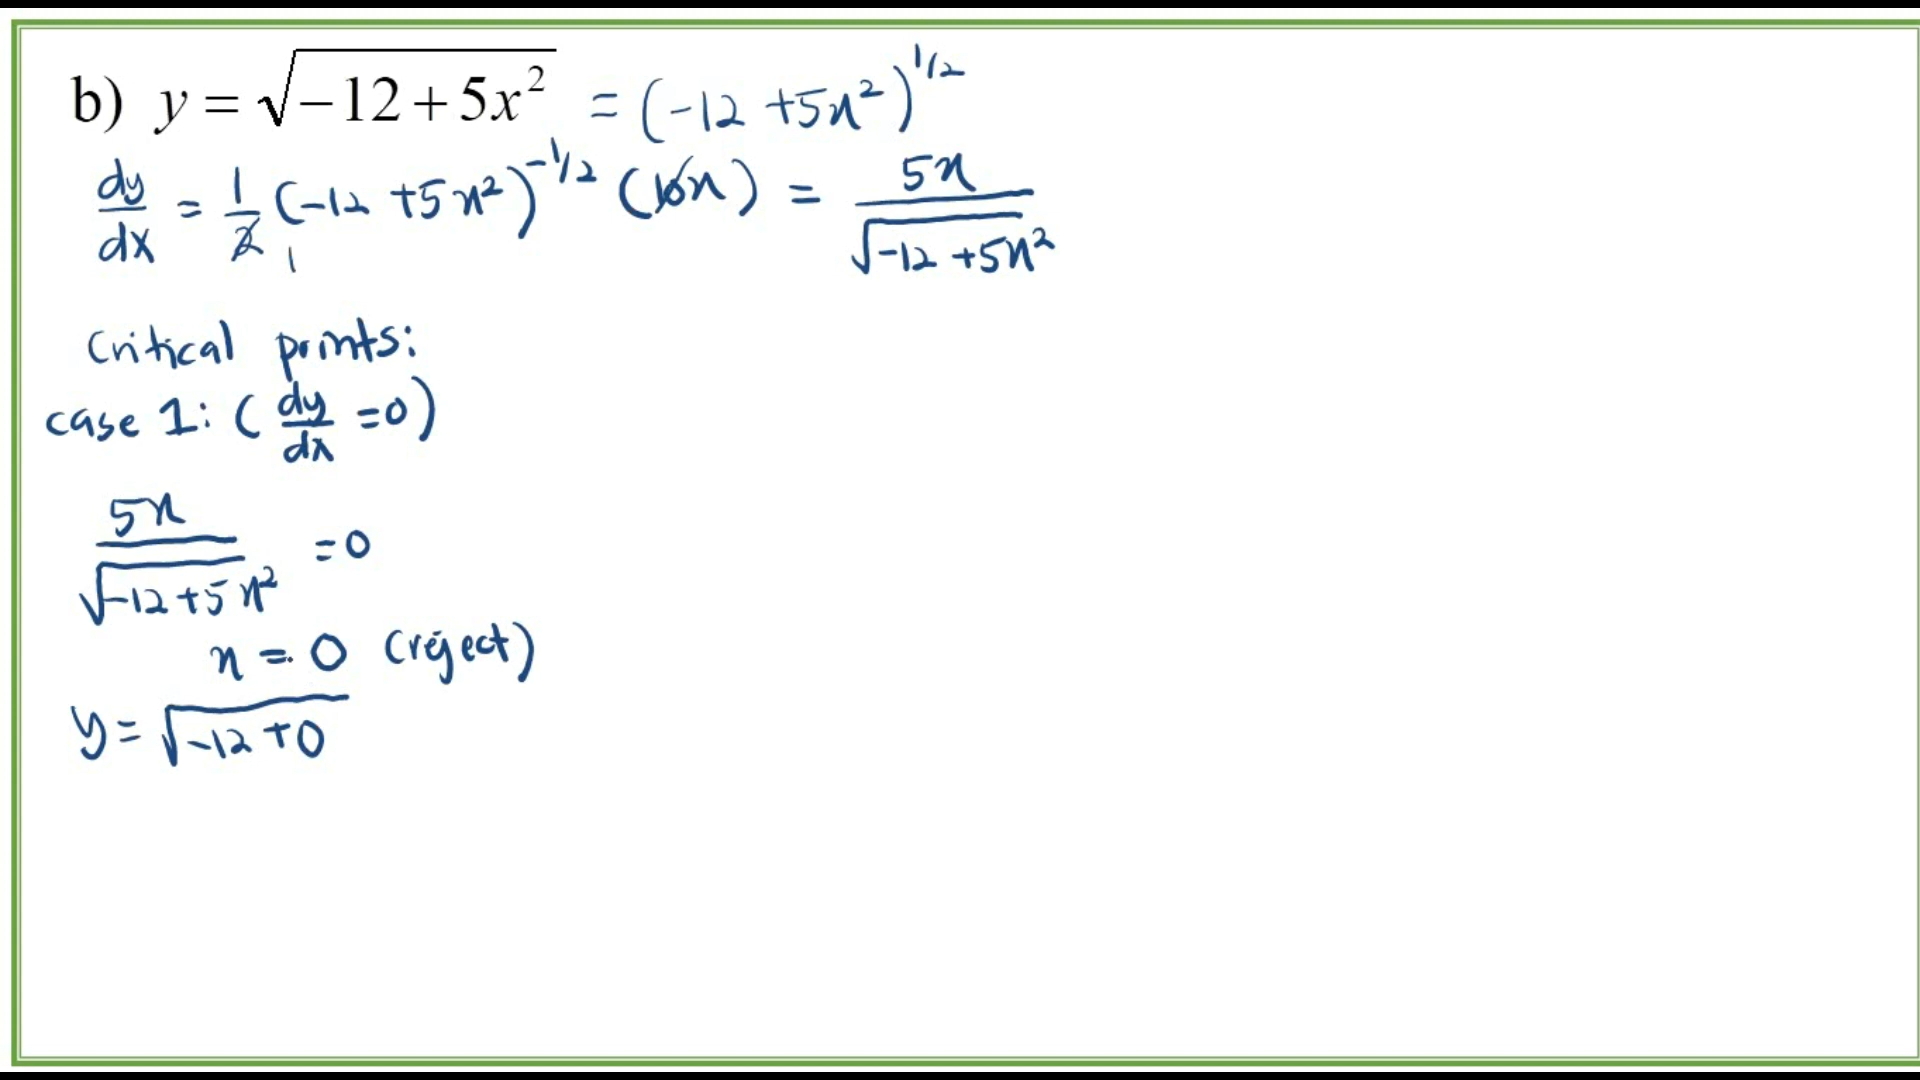 b) y = √(-12 + 5x²) = (-12 + 5x²)^1/2
dy/dx = 1/2 (-12 + 5x²)^-1/2 (10x) = 5x/√(-12 + 5x²)
1
Critical points:
case 1: (dy/dx = 0)
5x/√(-12 + 5x²) = 0
x = 0 (reject)
y = √(-12 + 0)